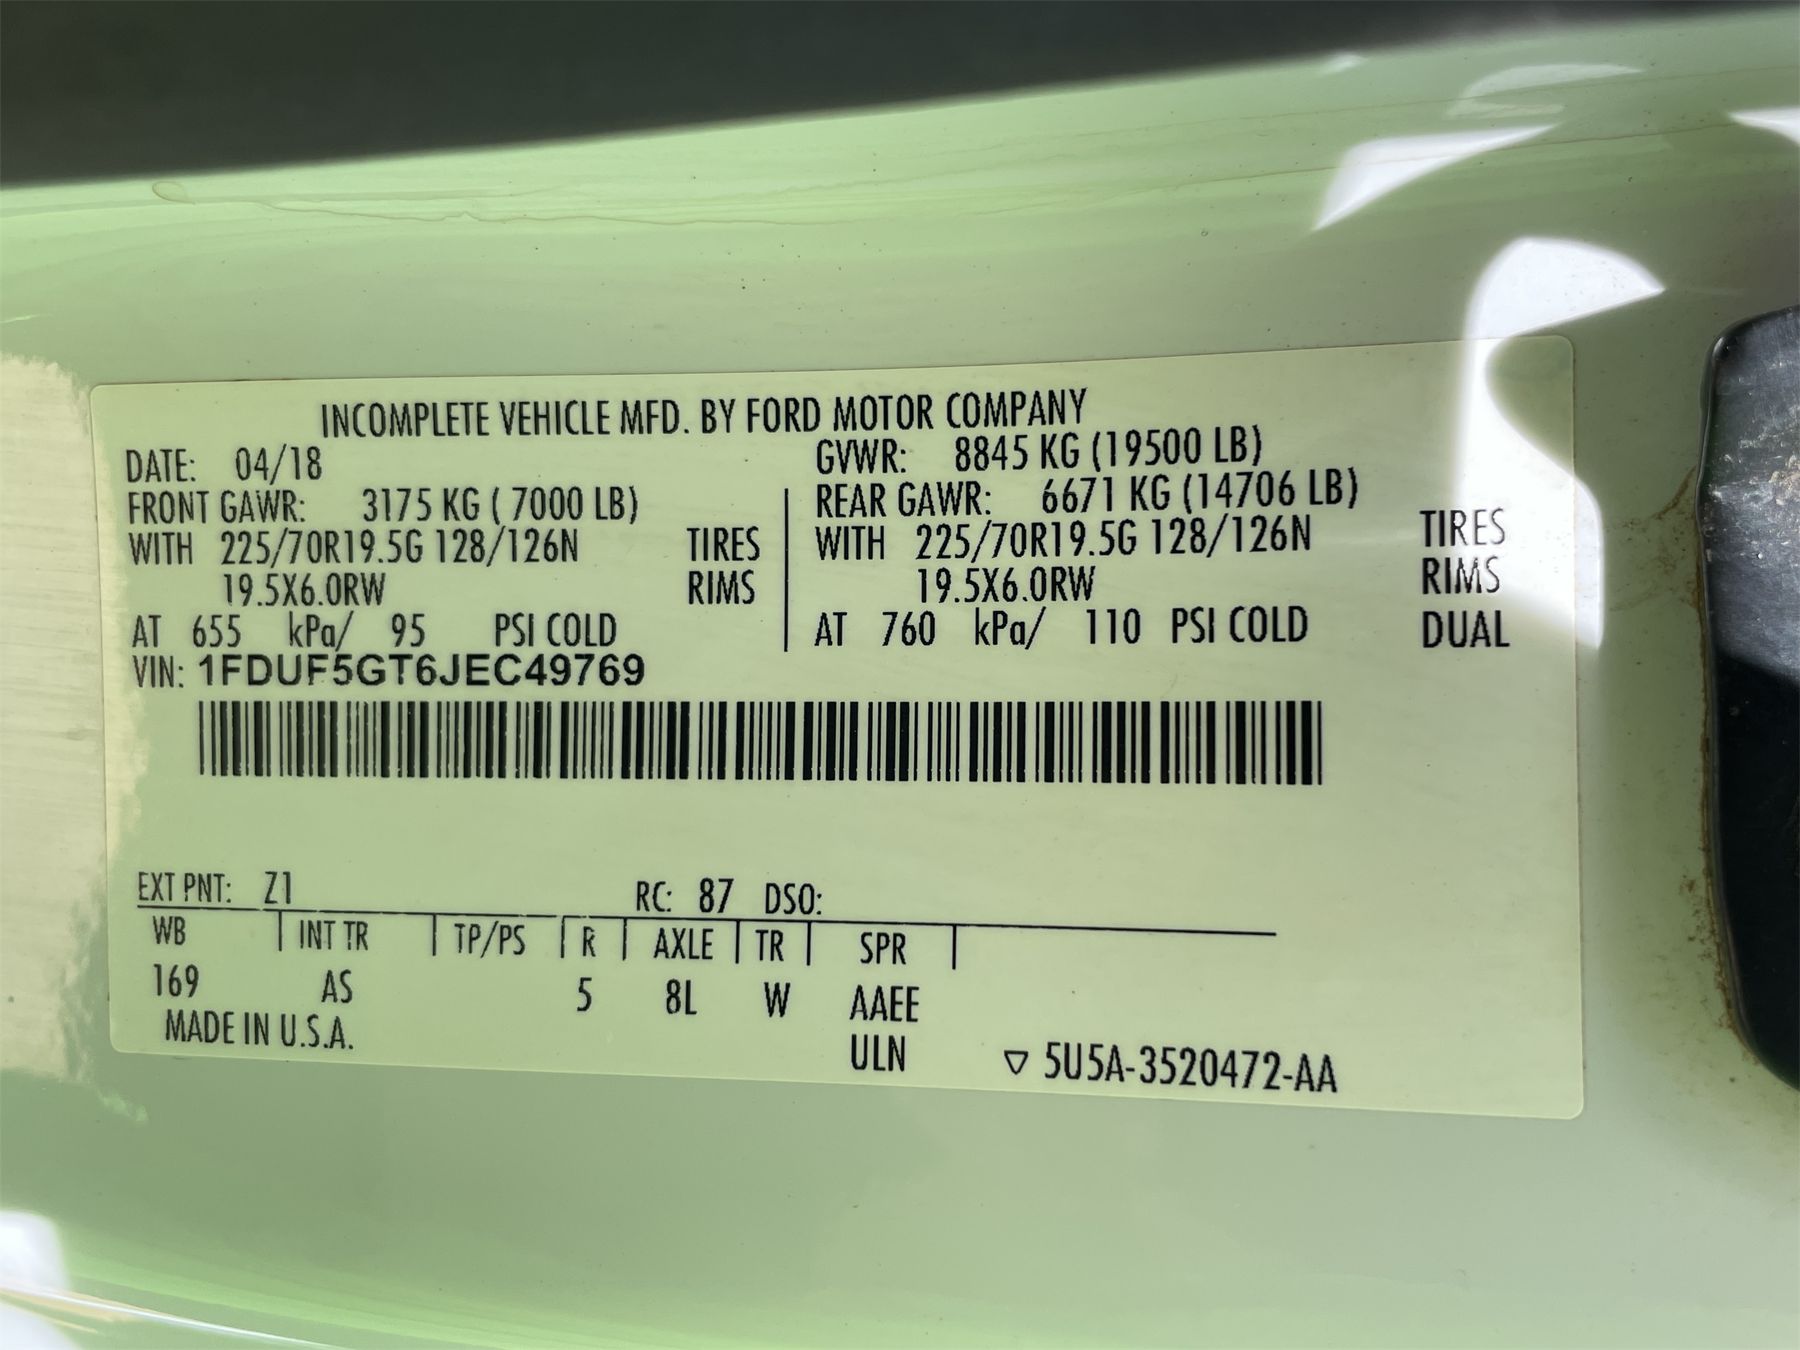 INCOMPLETE VEHICLE MFD. BY FORD MOTOR COMPANY
DATE: 04/18 GVWR: 8845 KG (19500 LB)
FRONT GAWR: 3175 KG ( 7000 LB) REAR GAWR: 6671 KG (14706 LB)
WITH 225/70R19.5G 128/126N TIRES WITH 225/70R19.5G 128/126N TIRES
19.5X6.0RW RIMS 19.5X6.0RW RIMS
AT 655 kPa/ 95 PSI COLD AT 760 kPa/ 110 PSI COLD DUAL
VIN: 1FDUF5GT6JEC49769
EXT PNT: Z1 RC: 87 DSO:
WB INT TR TP/PS R AXLE TR SPR
169 AS 5 8L W AAEE
MADE IN U.S.A. ULN ▽ 5U5A-3520472-AA